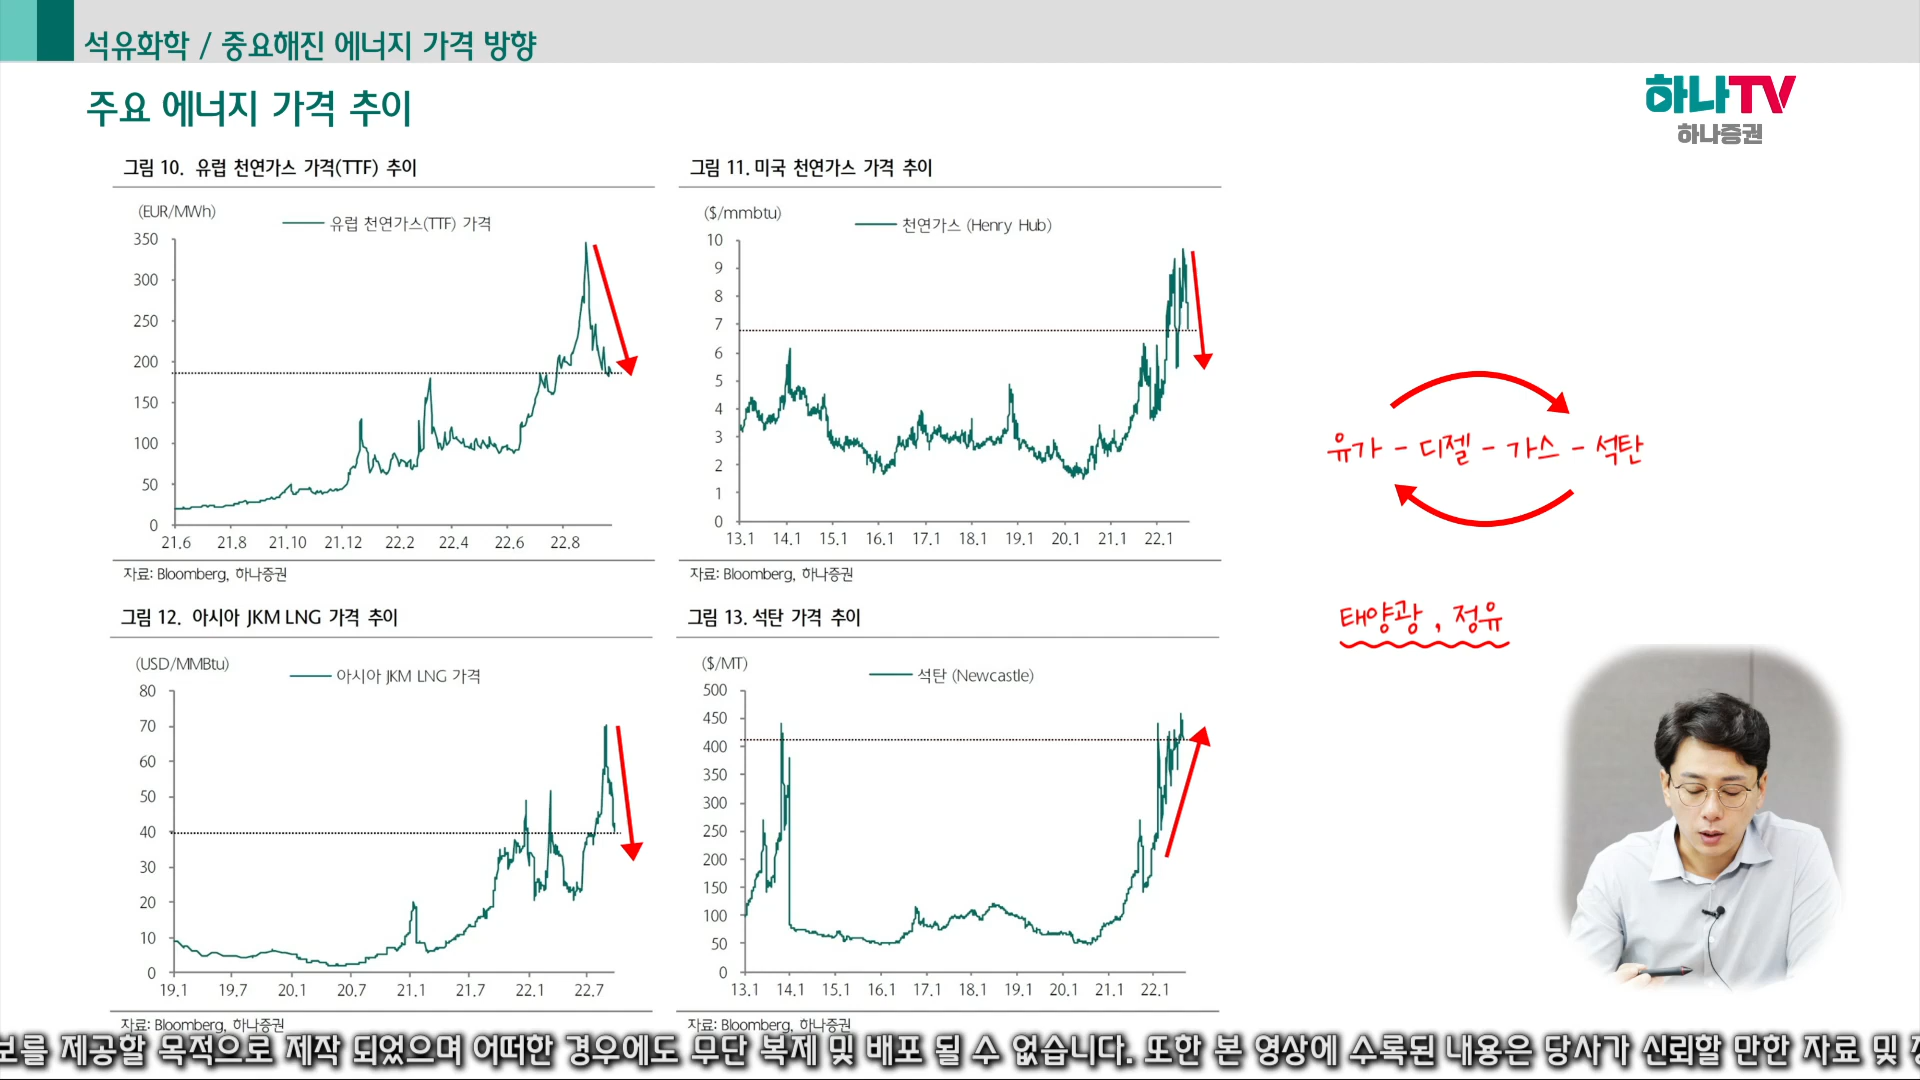 석유화학 / 중요해진 에너지 가격 방향
주요 에너지 가격 추이
하나TV
하나증권
그림 10. 유럽 천연가스 가격(TTF) 추이
(EUR/MWh)
유럽 천연가스(TTF) 가격
350
300
250
200
150
100
50
0
21.6 21.8 21.10 21.12 22.2 22.4 22.6 22.8
자료: Bloomberg, 하나증권
그림 11. 미국 천연가스 가격 추이
($/mmbtu)
천연가스 (Henry Hub)
10
9
8
7
6
5
4
3
2
1
0
13.1 14.1 15.1 16.1 17.1 18.1 19.1 20.1 21.1 22.1
자료: Bloomberg, 하나증권
유가 - 디젤 - 가스 - 석탄
태양광, 정유
그림 12. 아시아 JKM LNG 가격 추이
(USD/MMBtu)
아시아 JKM LNG 가격
80
70
60
50
40
30
20
10
0
19.1 19.7 20.1 20.7 21.1 21.7 22.1 22.7
자료: Bloomberg, 하나증권
그림 13. 석탄 가격 추이
($/MT)
석탄 (Newcastle)
500
450
400
350
300
250
200
150
100
50
0
13.1 14.1 15.1 16.1 17.1 18.1 19.1 20.1 21.1 22.1
자료: Bloomberg, 하나증권
보를 제공할 목적으로 제작 되었으며 어떠한 경우에도 무단 복제 및 배포 될 수 없습니다. 또한 본 영상에 수록된 내용은 당사가 신뢰할 만한 자료 및